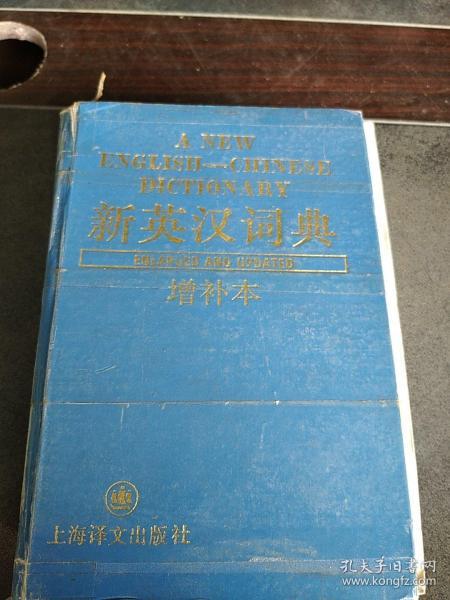 A NEW
ENGLISH—CHINESE
DICTIONARY
新英汉词典
ENLARGED AND UPDATED
增补本
上海译文出版社
孔夫子旧书网
www.kongfz.com